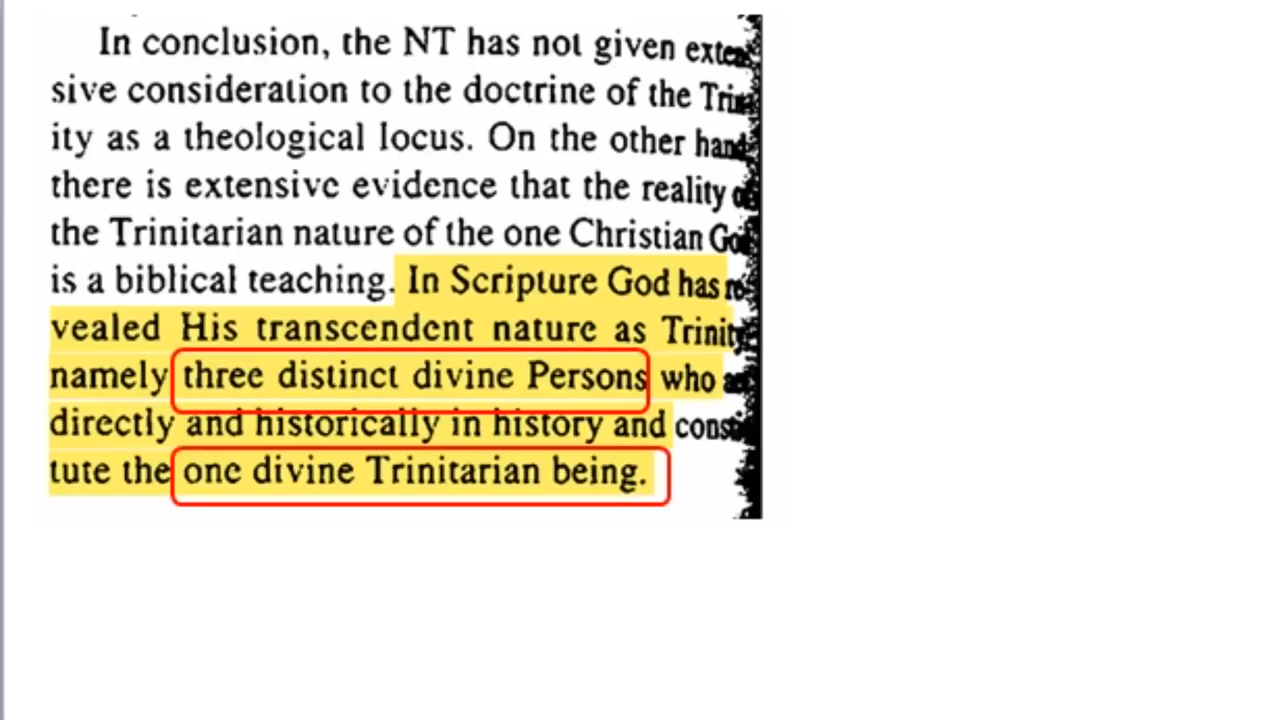 In conclusion, the NT has not given exten
sive consideration to the doctrine of the Trin
ity as a theological locus. On the other hand
there is extensive evidence that the reality of
the Trinitarian nature of the one Christian God
is a biblical teaching. In Scripture God has re
vealed His transcendent nature as Trinity
namely three distinct divine Persons who
directly and historically in history and consti
tute the one divine Trinitarian being.